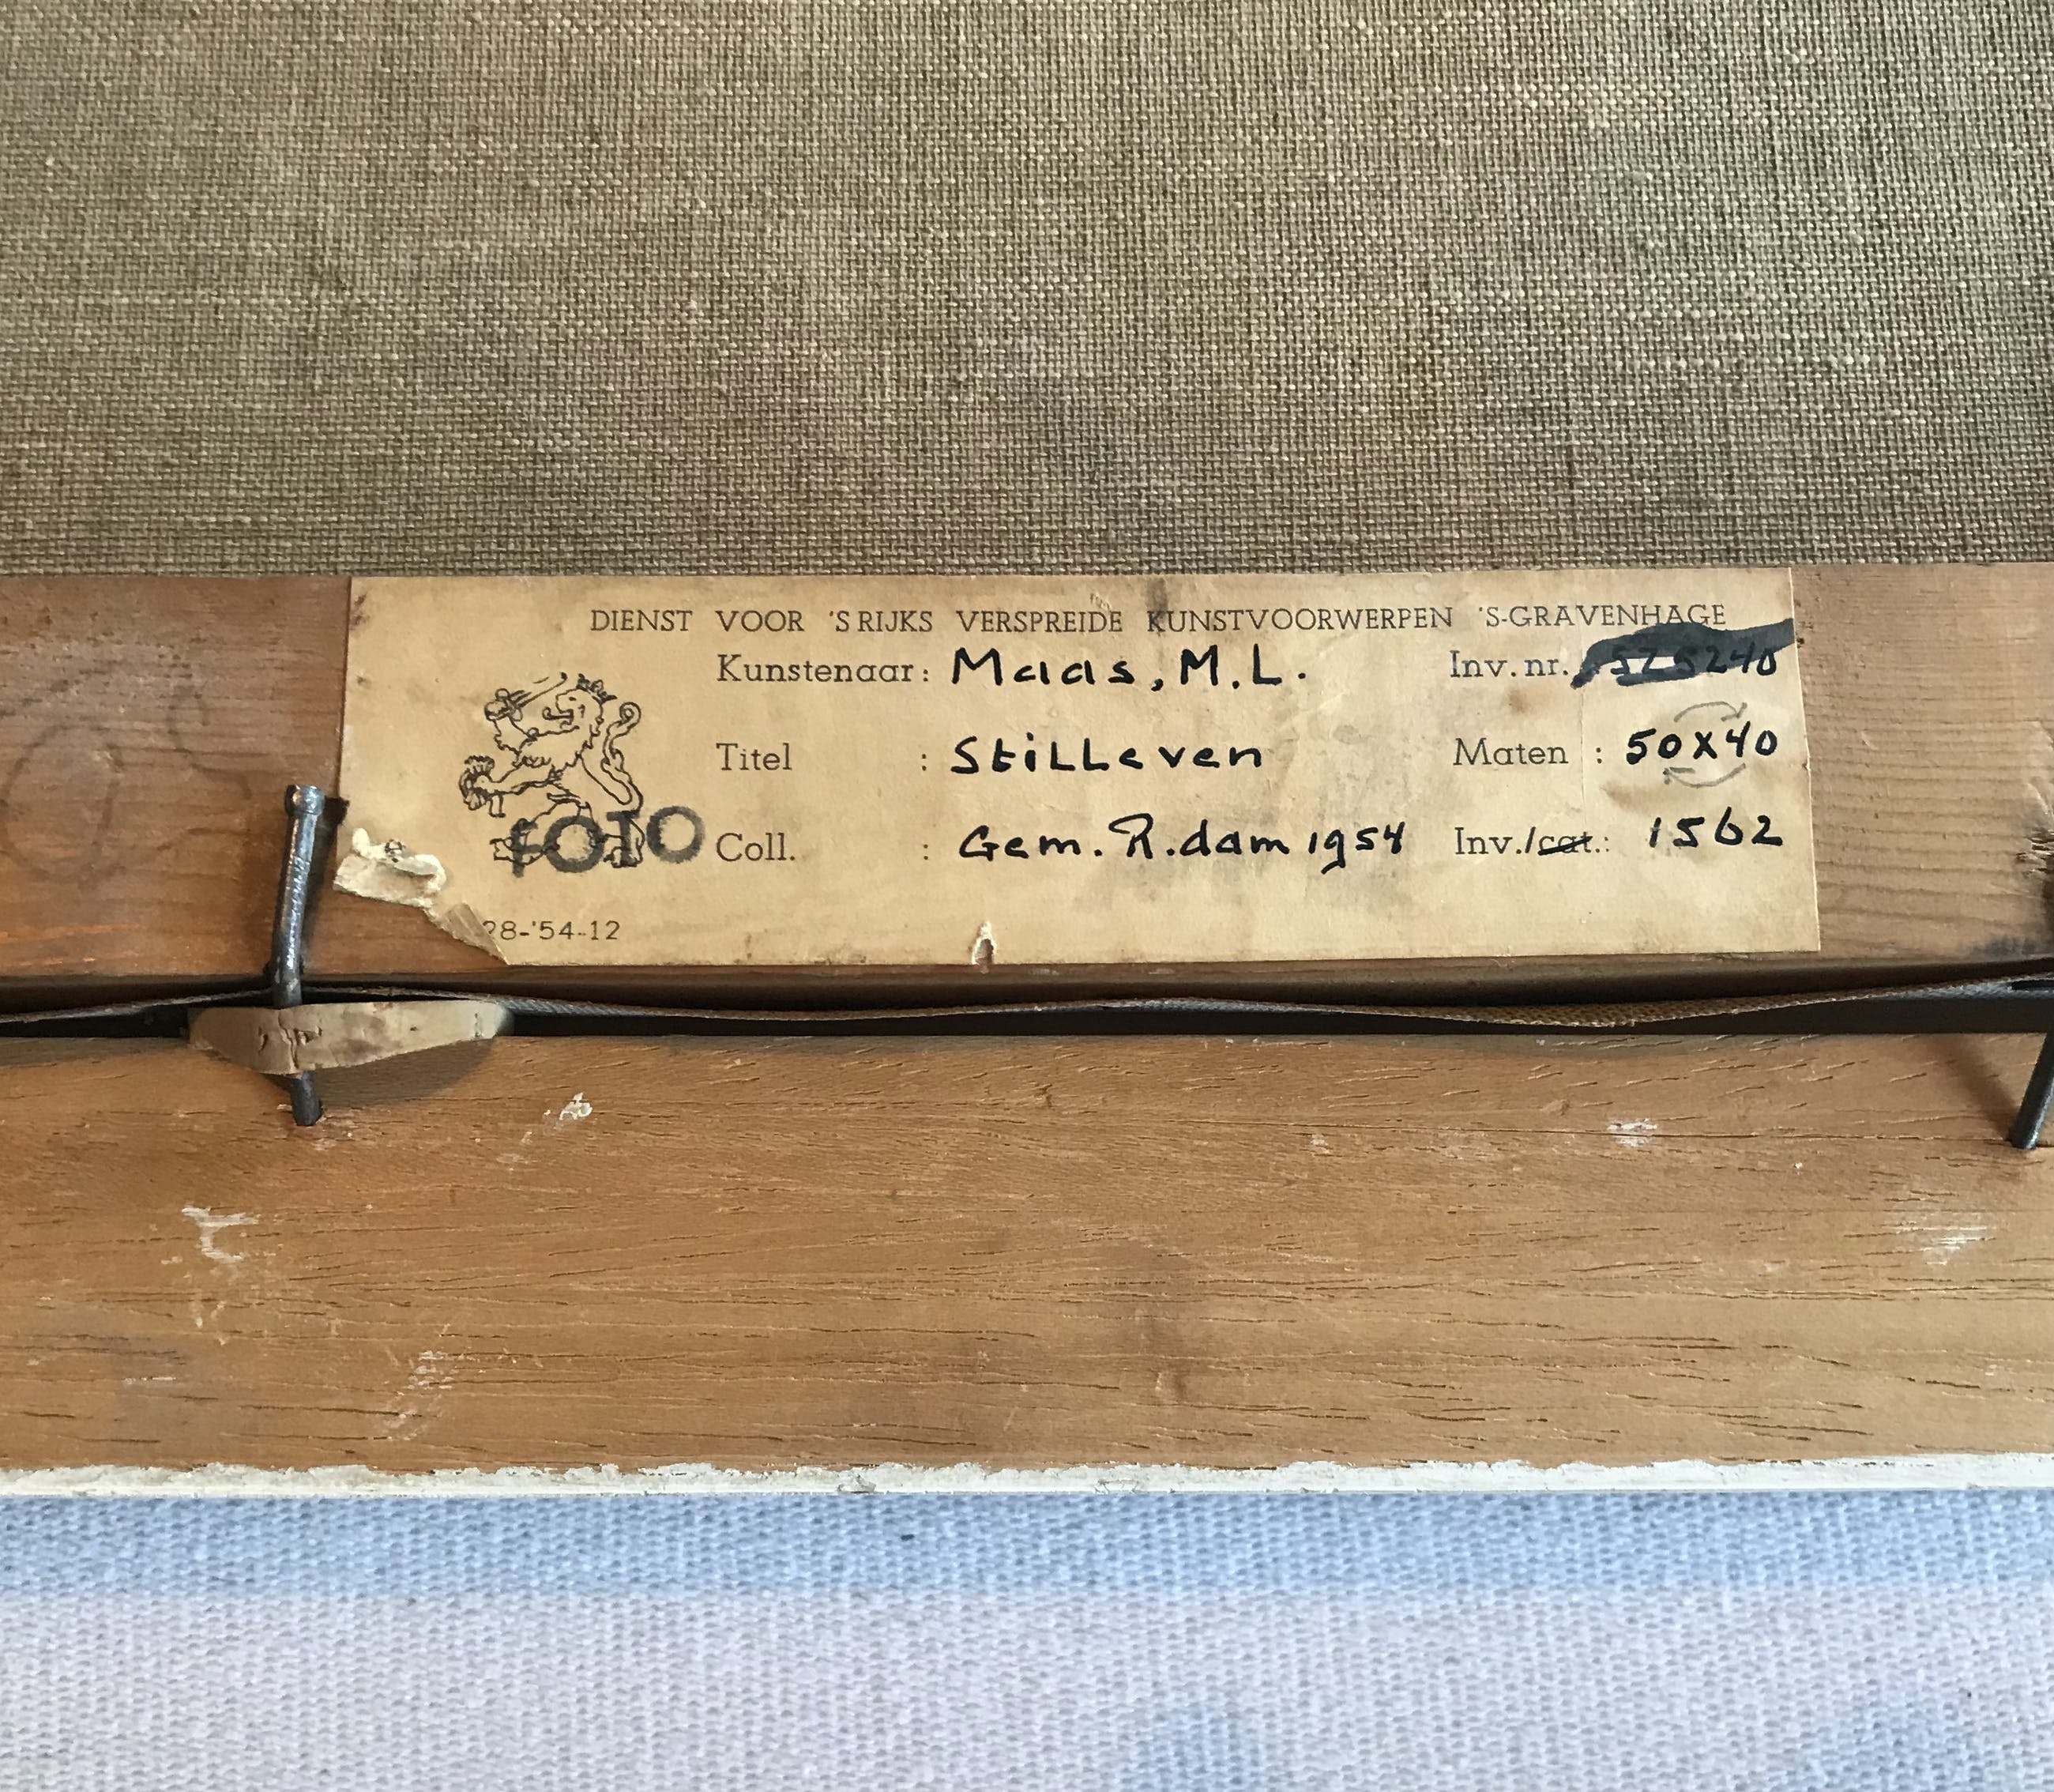 DIENST VOOR 'S RIJKS VERSPREIDE KUNSTVOORWERPEN 'S-GRAVENHAGE
Kunstenaar: Maas, M.L. Inv. nr.
Titel : Stilleven Maten : 50x40
FOTO Coll. : Gem. R.dam 1954 Inv./cat.: 1562
28-'54-12